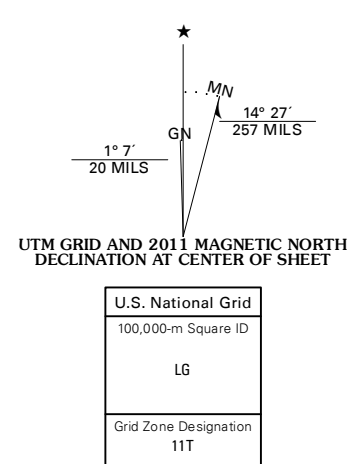 MN
14° 27´
257 MILS
GN
1° 7´
20 MILS
UTM GRID AND 2011 MAGNETIC NORTH
DECLINATION AT CENTER OF SHEET
U.S. National Grid
100,000-m Square ID
LG
Grid Zone Designation
11T